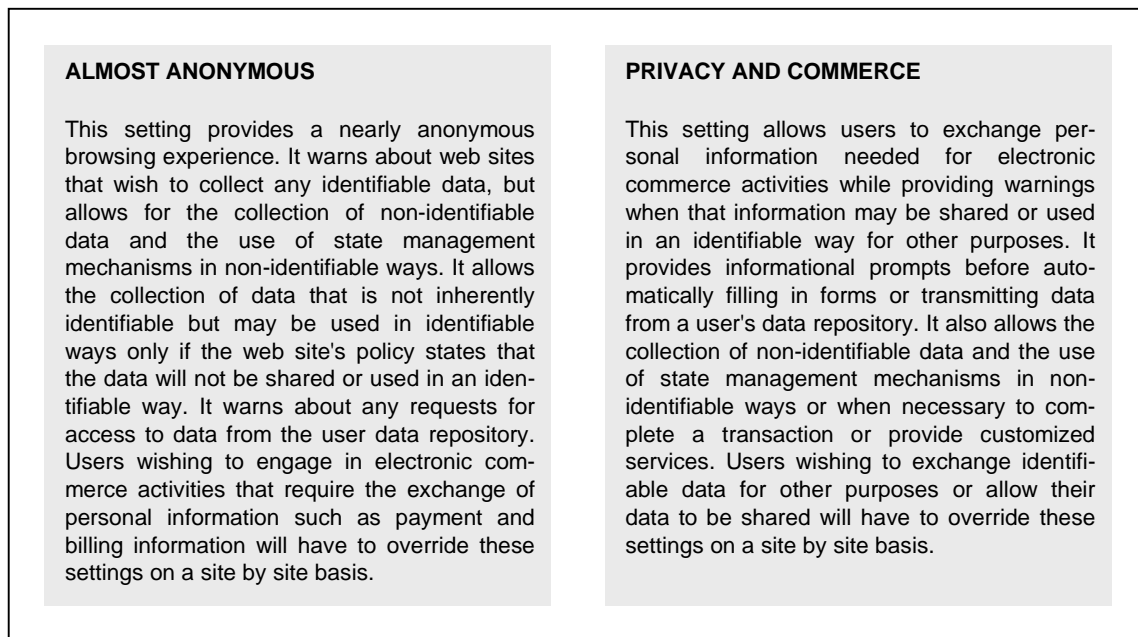 ALMOST ANONYMOUS
This setting provides a nearly anonymous
browsing experience. It warns about web sites
that wish to collect any identifiable data, but
allows for the collection of non-identifiable
data and the use of state management
mechanisms in non-identifiable ways. It allows
the collection of data that is not inherently
identifiable but may be used in identifiable
ways only if the web site's policy states that
the data will not be shared or used in an iden-
tifiable way. It warns about any requests for
access to data from the user data repository.
Users wishing to engage in electronic com-
merce activities that require the exchange of
personal information such as payment and
billing information will have to override these
settings on a site by site basis.
PRIVACY AND COMMERCE
This setting allows users to exchange per-
sonal information needed for electronic
commerce activities while providing warnings
when that information may be shared or used
in an identifiable way for other purposes. It
provides informational prompts before auto-
matically filling in forms or transmitting data
from a user's data repository. It also allows the
collection of non-identifiable data and the use
of state management mechanisms in non-
identifiable ways or when necessary to com-
plete a transaction or provide customized
services. Users wishing to exchange identifi-
able data for other purposes or allow their
data to be shared will have to override these
settings on a site by site basis.